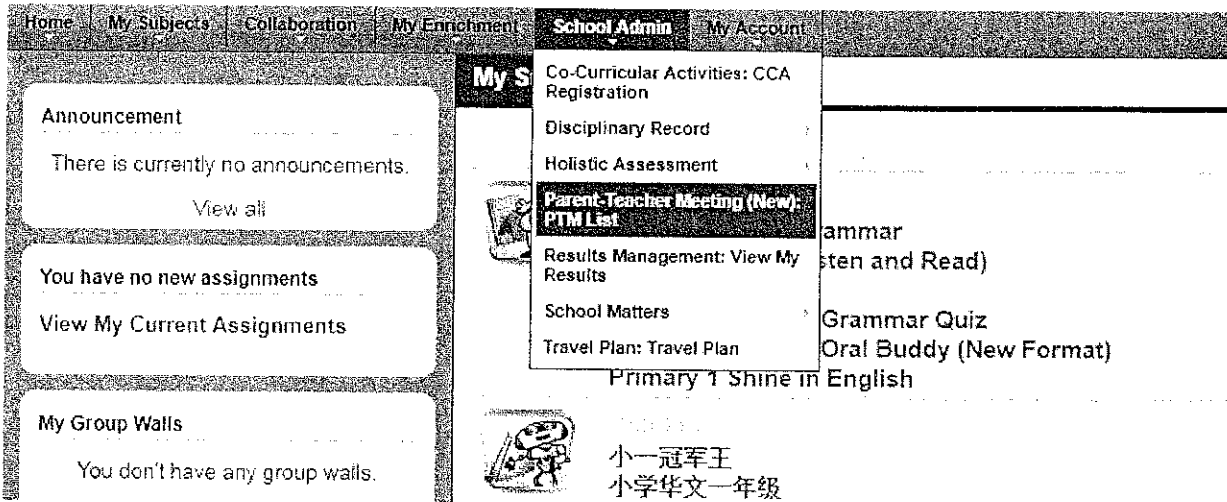 Home My Subjects Collaboration My Enrichment School Admin My Account
Announcement
There is currently no announcements.
View all
You have no new assignments
View My Current Assignments
My Group Walls
You don't have any group walls.
My S
Co-Curricular Activities: CCA
Registration
Disciplinary Record
Holistic Assessment
Parent-Teacher Meeting (New):
PTM List
Results Management: View My
Results
School Matters
Travel Plan: Travel Plan
rammar
sten and Read)
Grammar Quiz
Oral Buddy (New Format)
Primary 1 Shine in English
小一冠军王
小学华文一年级